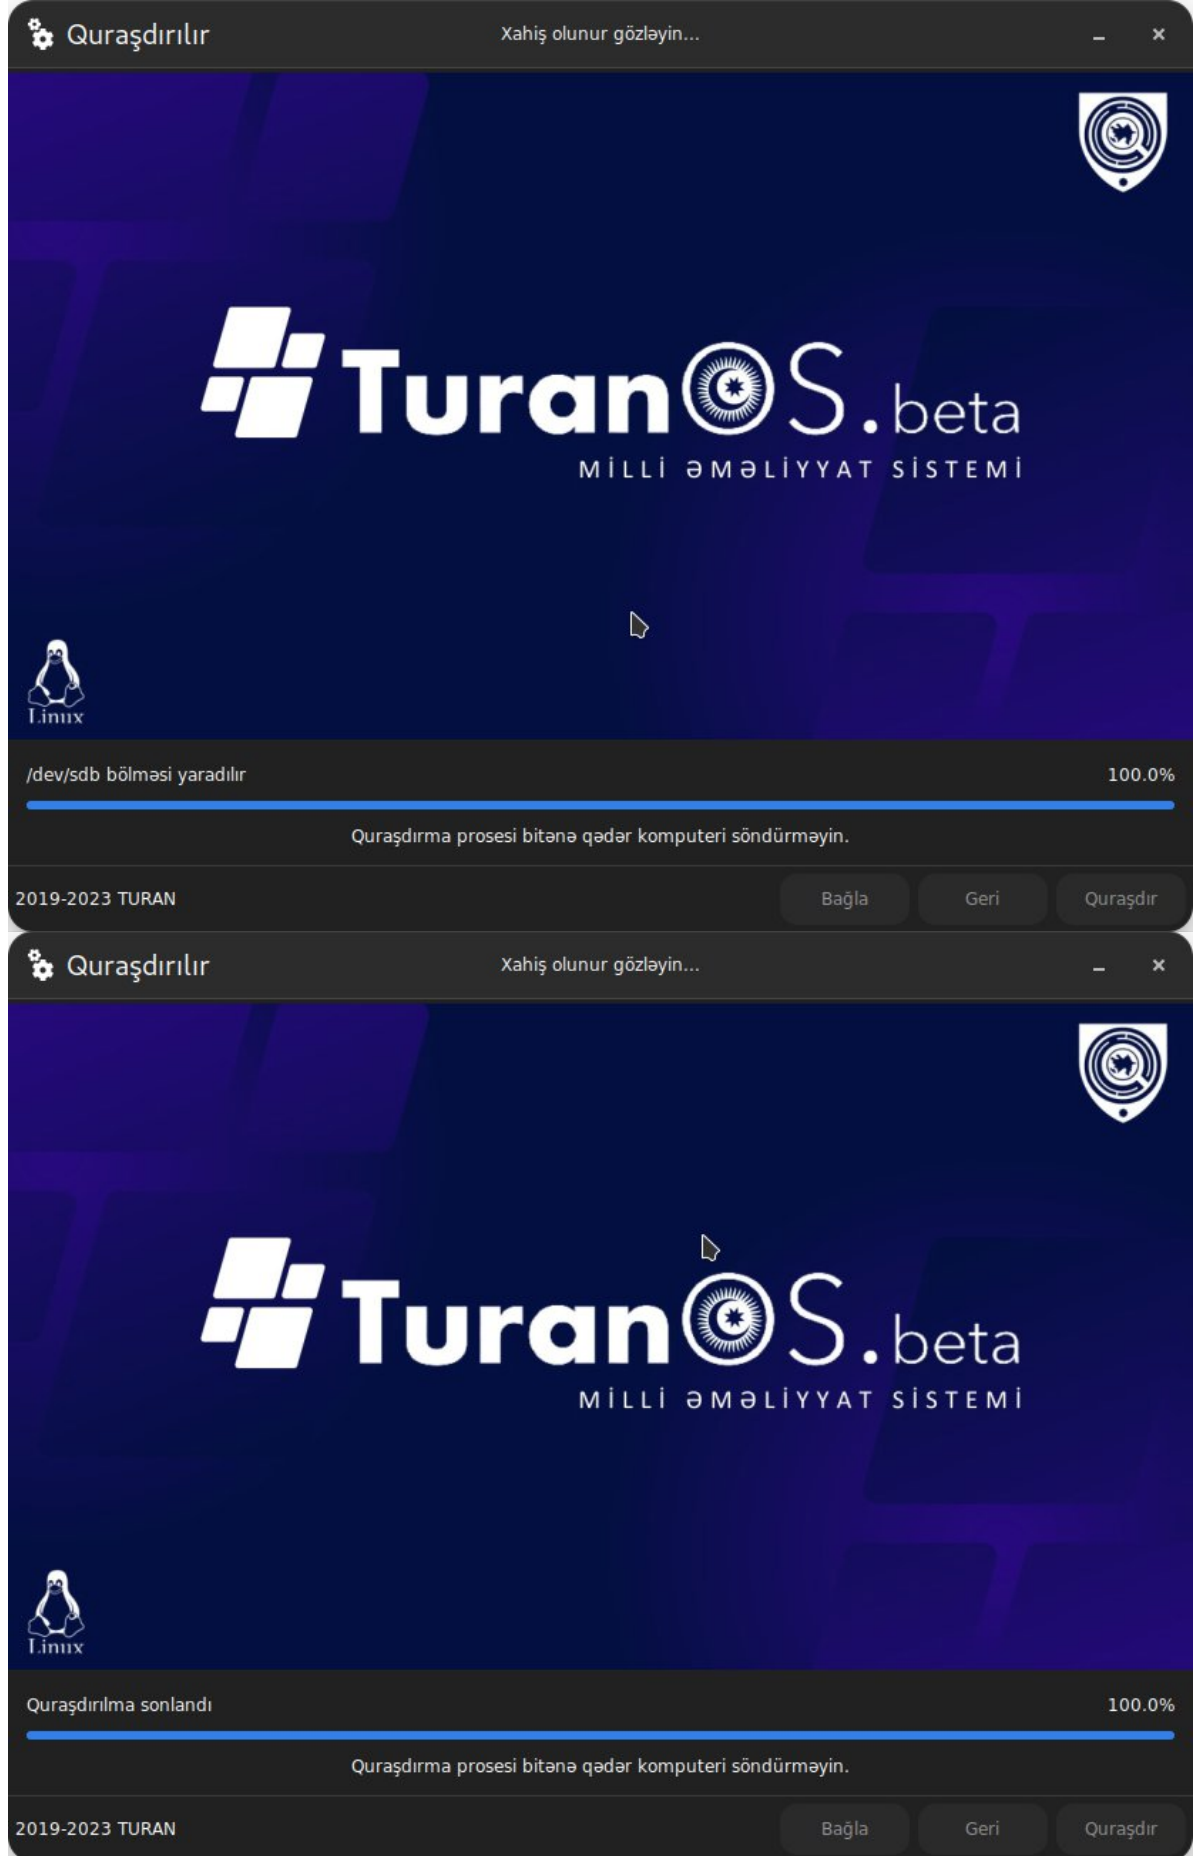 Quraşdırılır
Xahiş olunur gözləyin...
TuranOS.beta
MİLLİ ƏMƏLİYYAT SİSTEMİ
Linux
/dev/sdb bölməsi yaradılır 100.0%
Quraşdırma prosesi bitənə qədər komputeri söndürməyin.
2019-2023 TURAN
Bağla Geri Quraşdır
Quraşdırılır
Xahiş olunur gözləyin...
TuranOS.beta
MİLLİ ƏMƏLİYYAT SİSTEMİ
Linux
Quraşdırılma sonlandı 100.0%
Quraşdırma prosesi bitənə qədər komputeri söndürməyin.
2019-2023 TURAN
Bağla Geri Quraşdır